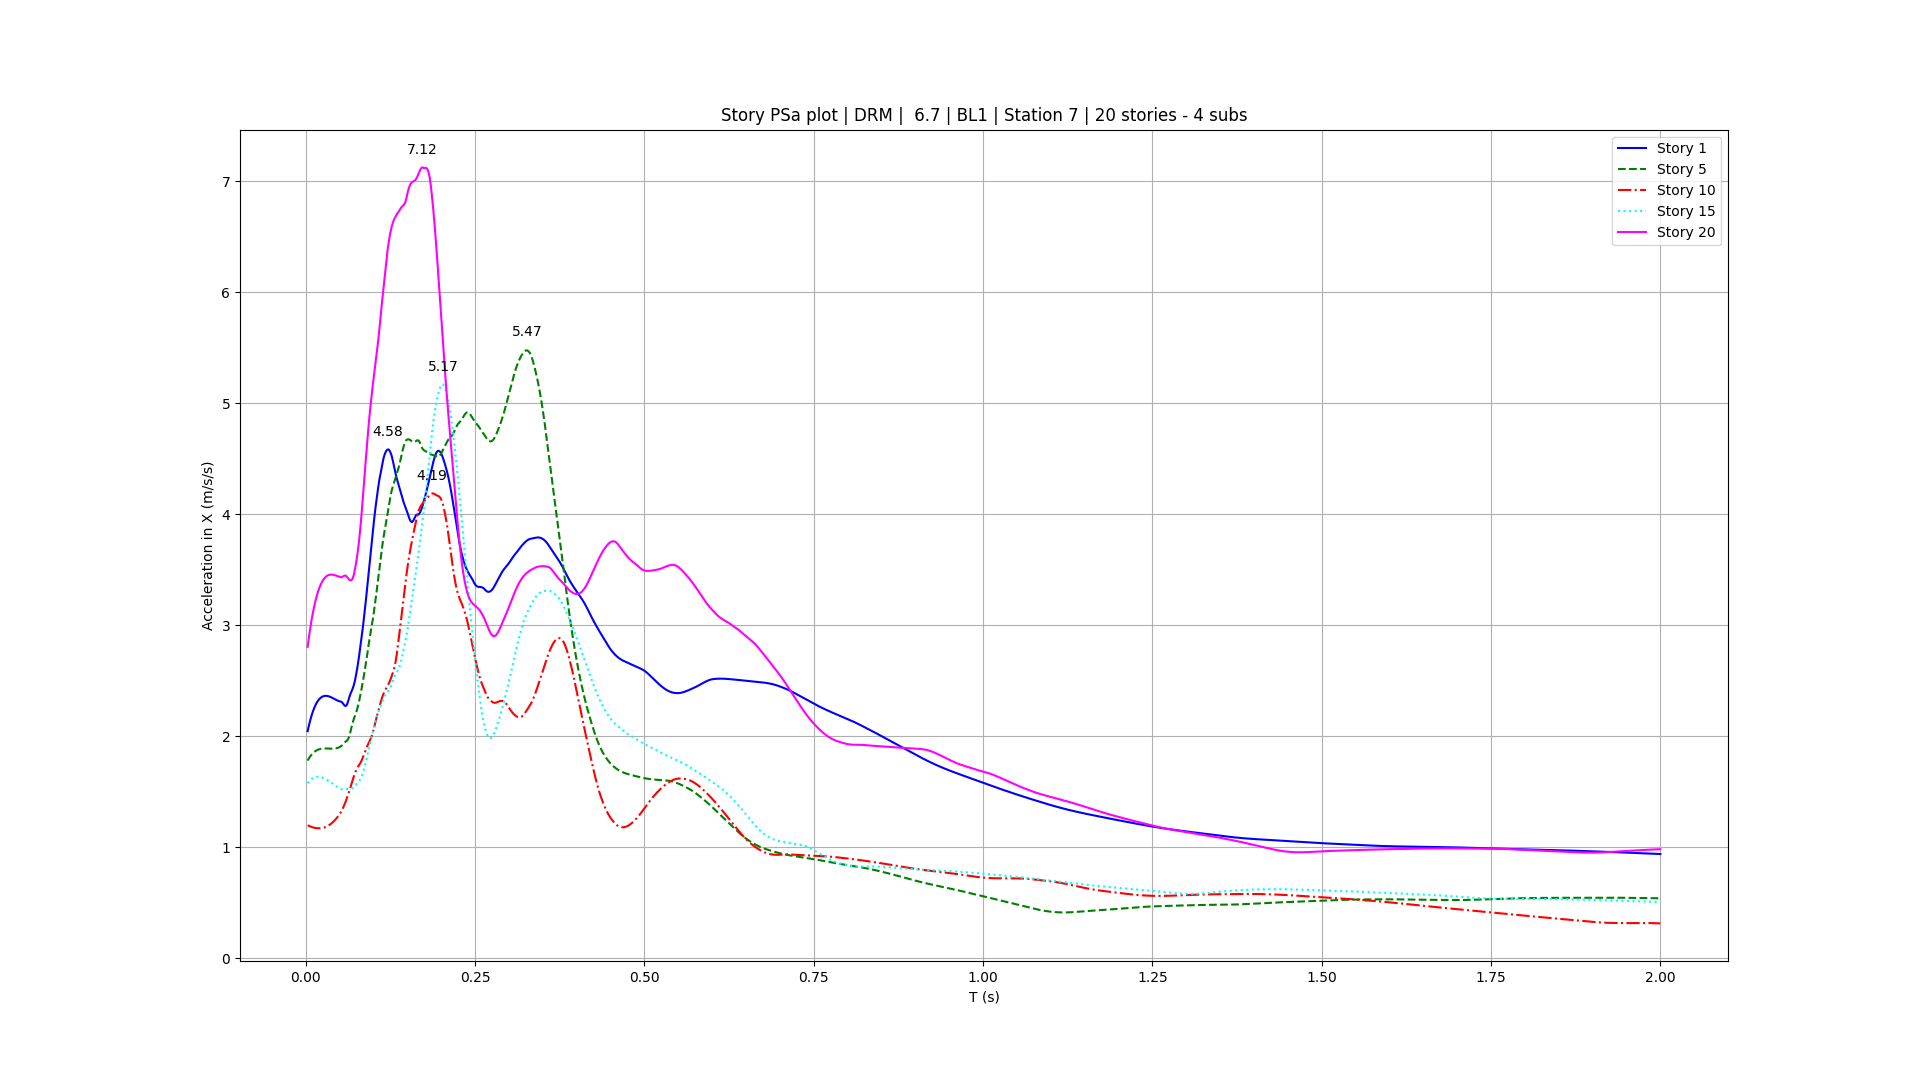 Story PSa plot | DRM |  6.7 | BL1 | Station 7 | 20 stories - 4 subs
Story 1
Story 5
Story 10
Story 15
Story 20
7.12
5.47
5.17
4.58
4.19
Acceleration in X (m/s/s)
7
6
5
4
3
2
1
0
0.00 0.25 0.50 0.75 1.00 1.25 1.50 1.75 2.00
T (s)